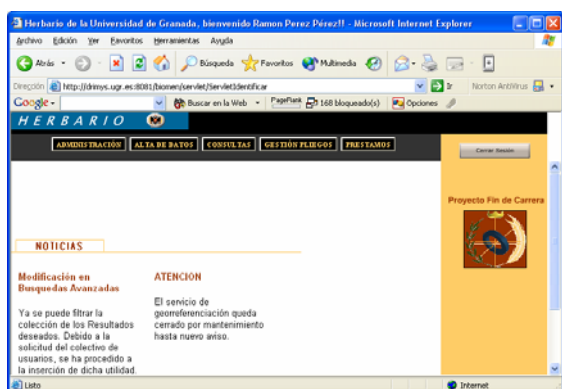 Herbario de la Universidad de Granada, bienvenido Ramon Perez Pérez!! - Microsoft Internet Explorer
Archivo Edición Ver Favoritos Herramientas Ayuda
Atrás Búsqueda Favoritos Multimedia
Dirección http://drimys.ugr.es:8081/biomen/servlet/ServletIdentificar Ir Norton AntiVirus
Google Buscar en la Web PageRank 168 bloqueado(s) Opciones
HERBARIO
ADMINISTRACIÓN ALTA DE DATOS CONSULTAS GESTIÓN PLIEGOS PRESTAMOS
Cerrar Sesión
Proyecto Fin de Carrera
NOTICIAS
Modificación en
Busquedas Avanzadas
Ya se puede filtrar la
colección de los Resultados
deseados. Debido a la
solicitud del colectivo de
usuarios, se ha procedido a
la inserción de dicha utilidad.
ATENCION
El servicio de
georreferenciación queda
cerrado por mantenimiento
hasta nuevo aviso.
Listo Internet